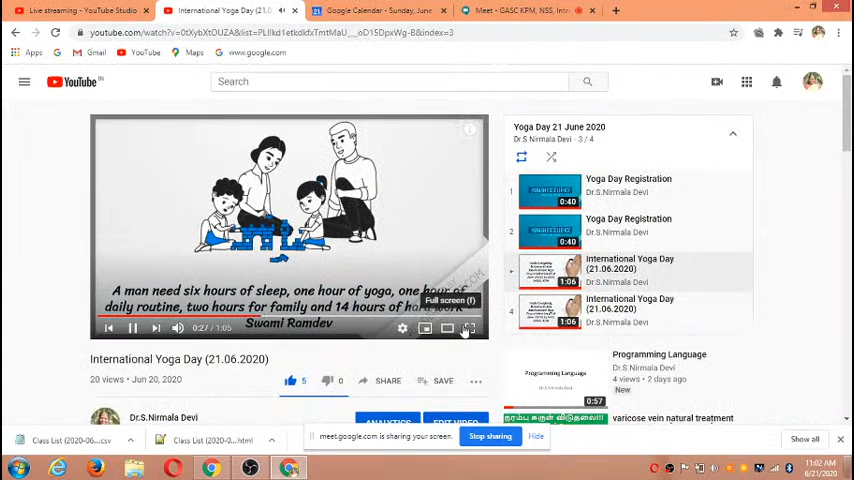 Live streaming - YouTube Studio
International Yoga Day (21.0
Google Calendar - Sunday, June
Meet - GASC KPM, NSS, Int
youtube.com/watch?v=0tXybXtOUZA&list=PLIlkd1etkdkfxTmtMaU__oD15DpxWg-B&index=3
Apps
Gmail
YouTube
Maps
www.google.com
YouTube IN
Search
A man need six hours of sleep, one hour of yoga, one hour of
daily routine, two hours for family and 14 hours of hard work
Swami Ramdev
Full screen (f)
0:27 / 1:05
Yoga Day 21 June 2020
Dr.S.Nirmala Devi - 3 / 4
1
Yoga Day Registration
Dr.S.Nirmala Devi
0:40
2
Yoga Day Registration
Dr.S.Nirmala Devi
0:40
International Yoga Day
(21.06.2020)
Dr.S.Nirmala Devi
1:06
4
International Yoga Day
(21.06.2020)
Dr.S.Nirmala Devi
1:06
International Yoga Day (21.06.2020)
20 views • Jun 20, 2020
5
0
SHARE
SAVE
Dr.S.Nirmala Devi
ANALYTICS
EDIT VIDEO
Programming Language
Programming Language
Dr.S.Nirmala Devi
4 views • 2 days ago
New
0:57
நரம்பு சுருள் விடுதலை!!!
varicose vein natural treatment
meet.google.com is sharing your screen.
Stop sharing
Hide
Class List (2020-06....csv
Class List (2020-0....html
Show all
11:02 AM
6/21/2020